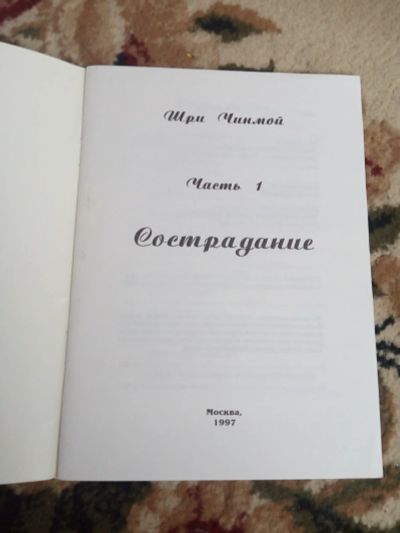 Шри Чинмой
Часть 1
Сострадание
Москва,
1997